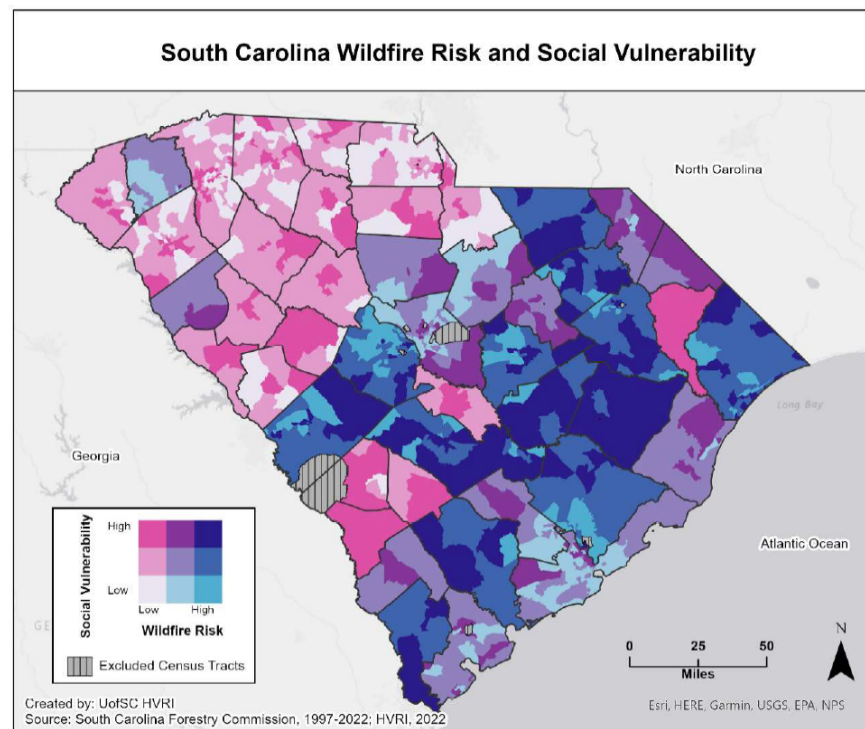 South Carolina Wildfire Risk and Social Vulnerability
North Carolina
Long Bay
Georgia
Atlantic Ocean
Social Vulnerability
High
Low
Low
High
Wildfire Risk
Excluded Census Tracts
0 25 50
Miles
N
Created by: UofSC HVRI
Source: South Carolina Forestry Commission, 1997-2022; HVRI, 2022
Esri, HERE, Garmin, USGS, EPA, NPS